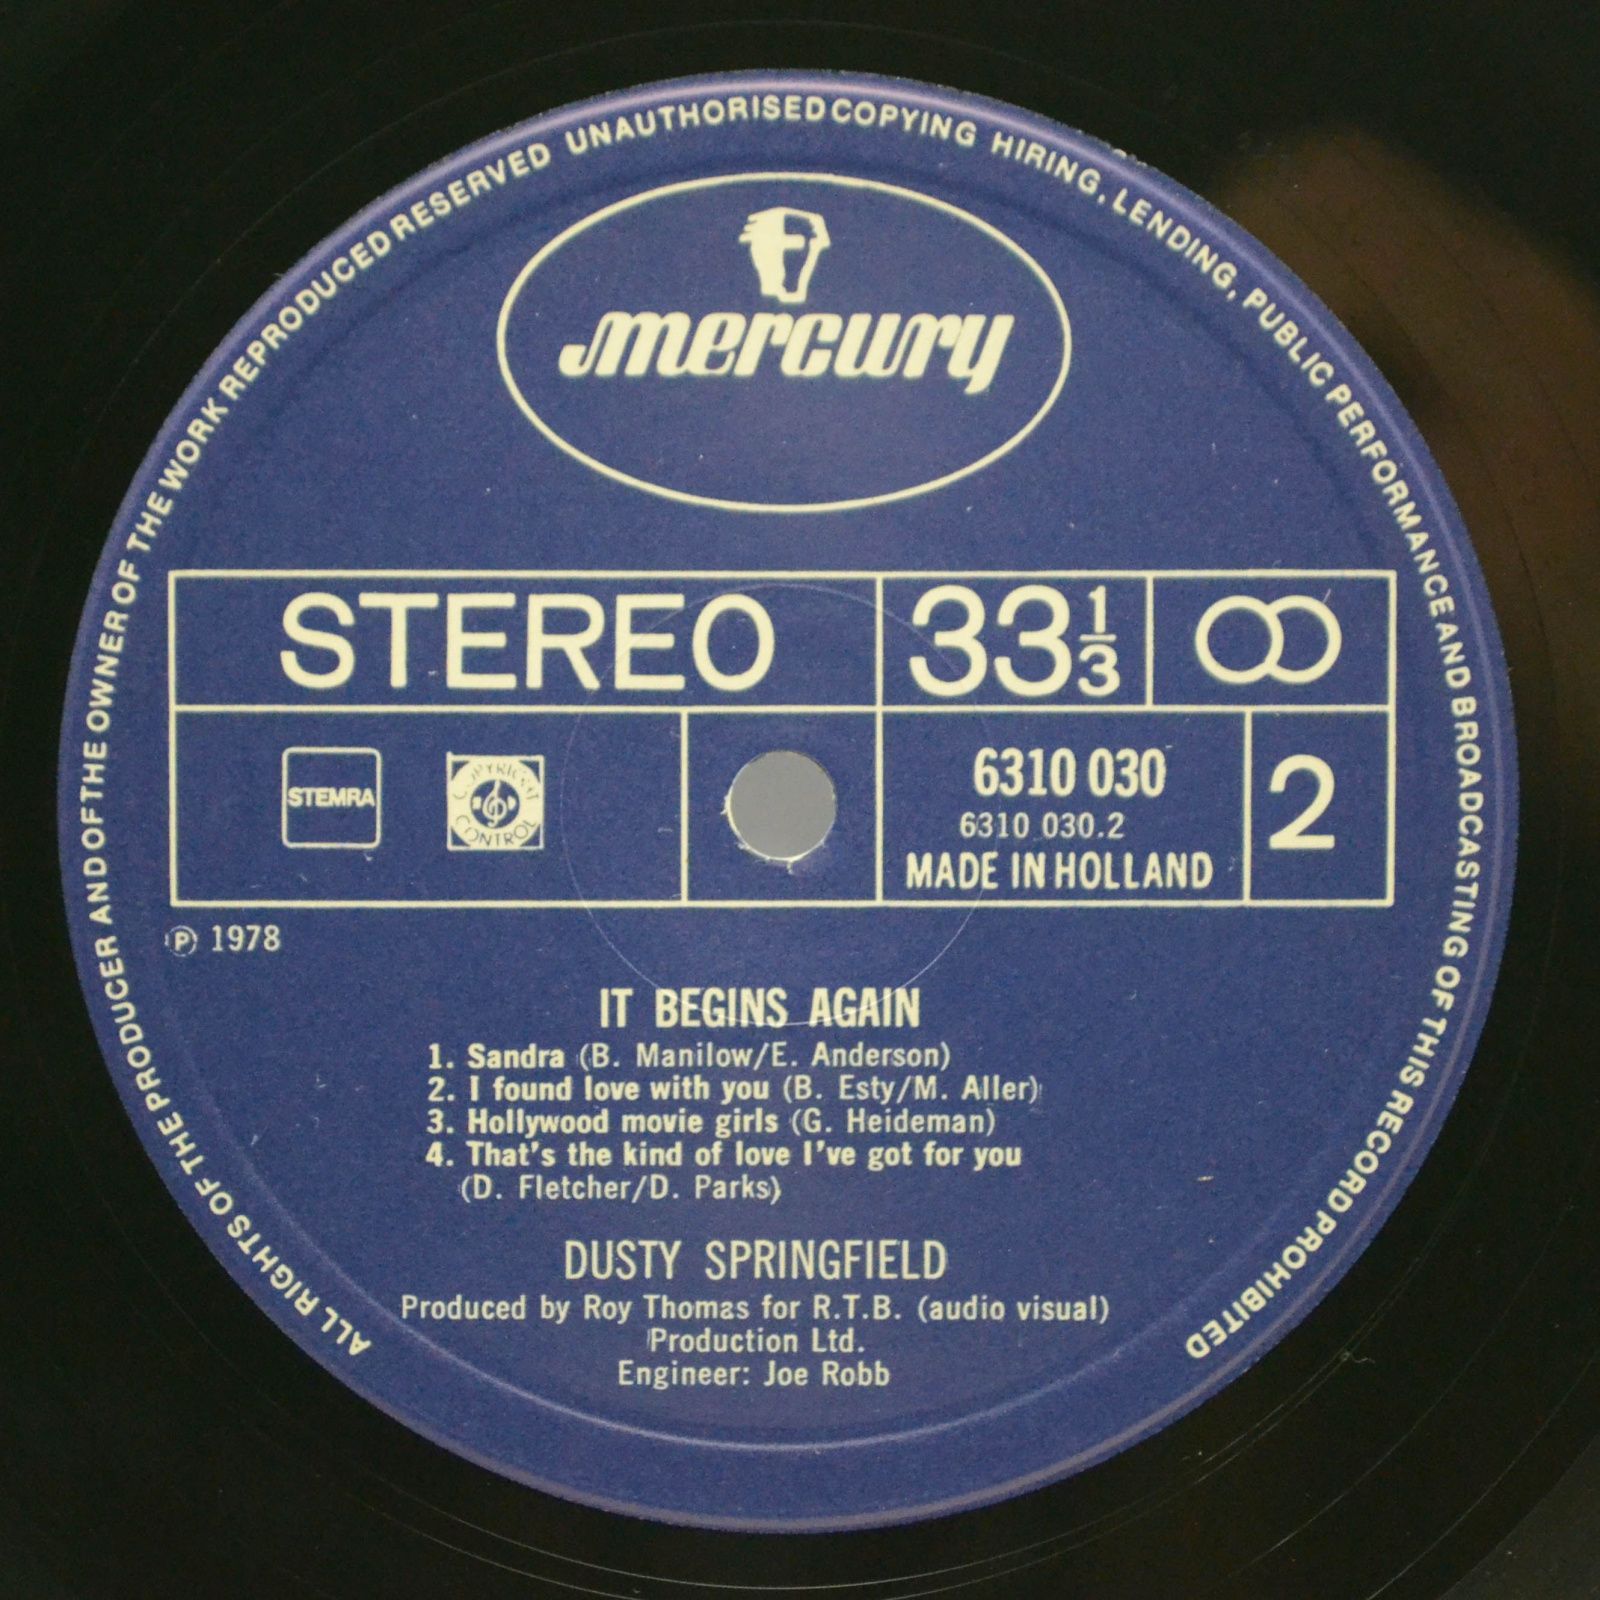 ALL RIGHTS OF THE PRODUCER AND OF THE OWNER OF THE WORK REPRODUCED RESERVED UNAUTHORISED COPYING HIRING, LENDING, PUBLIC PERFORMANCE AND BROADCASTING OF THIS RECORD PROHIBITED
mercury
STEREO 33 1/3
STEMRA COPYRIGHT CONTROL
6310 030
6310 030.2
MADE IN HOLLAND
2
℗ 1978
IT BEGINS AGAIN
1. Sandra (B. Manilow/E. Anderson)
2. I found love with you (B. Esty/M. Aller)
3. Hollywood movie girls (G. Heideman)
4. That's the kind of love I've got for you
(D. Fletcher/D. Parks)
DUSTY SPRINGFIELD
Produced by Roy Thomas for R.T.B. (audio visual)
Production Ltd.
Engineer: Joe Robb